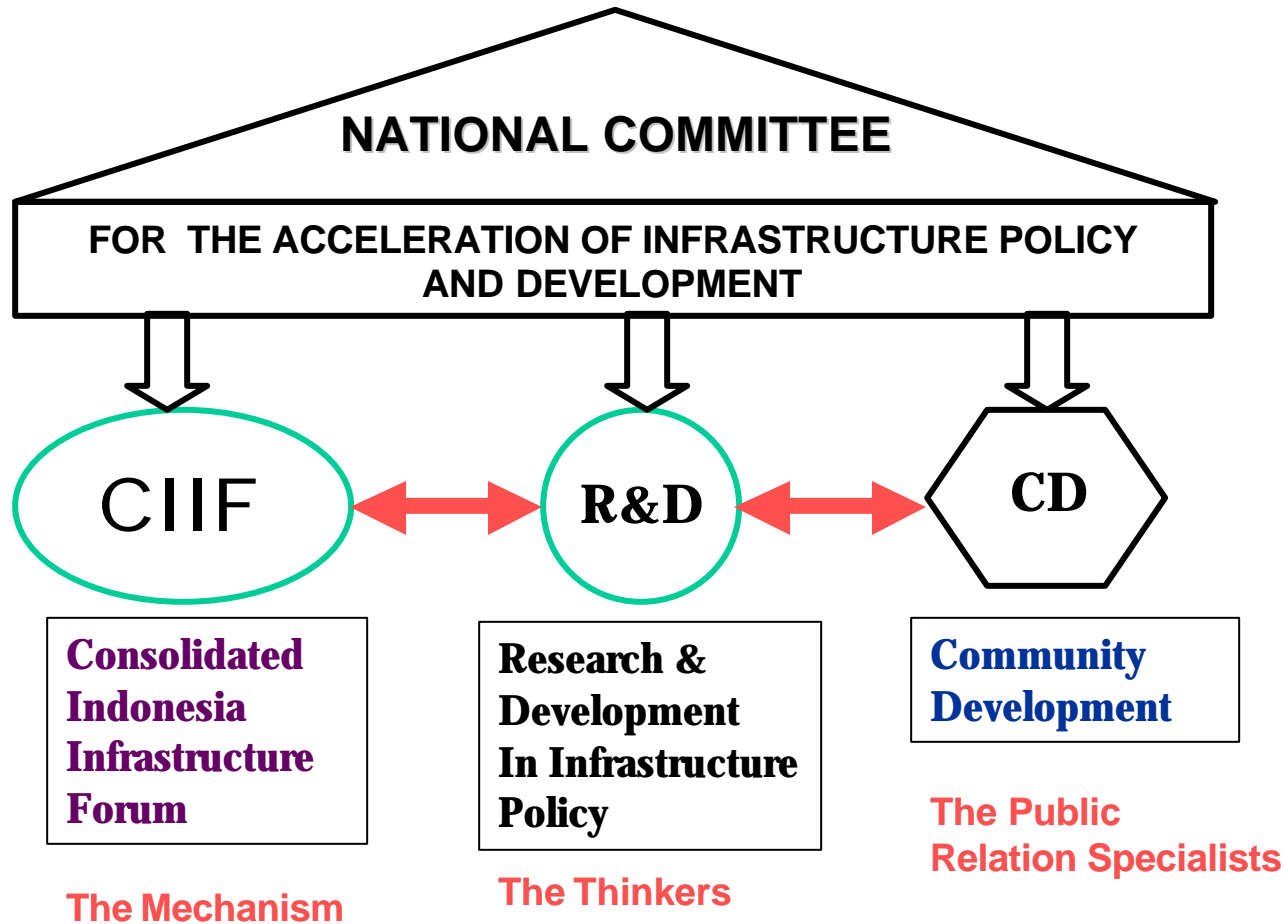 NATIONAL COMMITTEE
FOR THE ACCELERATION OF INFRASTRUCTURE POLICY
AND DEVELOPMENT
CIIF
R&D
CD
Consolidated
Indonesia
Infrastructure
Forum
The Mechanism
Research &
Development
In Infrastructure
Policy
The Thinkers
Community
Development
The Public
Relation Specialists